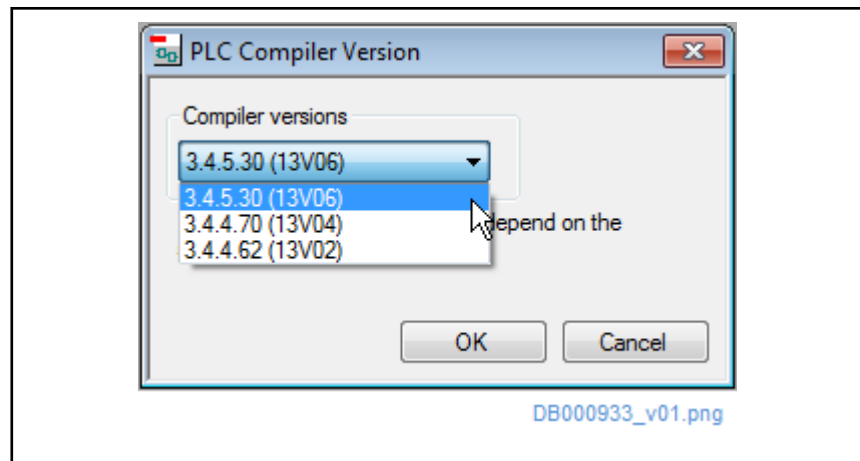 PLC Compiler Version
Compiler versions
3.4.5.30 (13V06)
3.4.5.30 (13V06)
3.4.4.70 (13V04)
depend on the
3.4.4.62 (13V02)
OK
Cancel
DB000933_v01.png